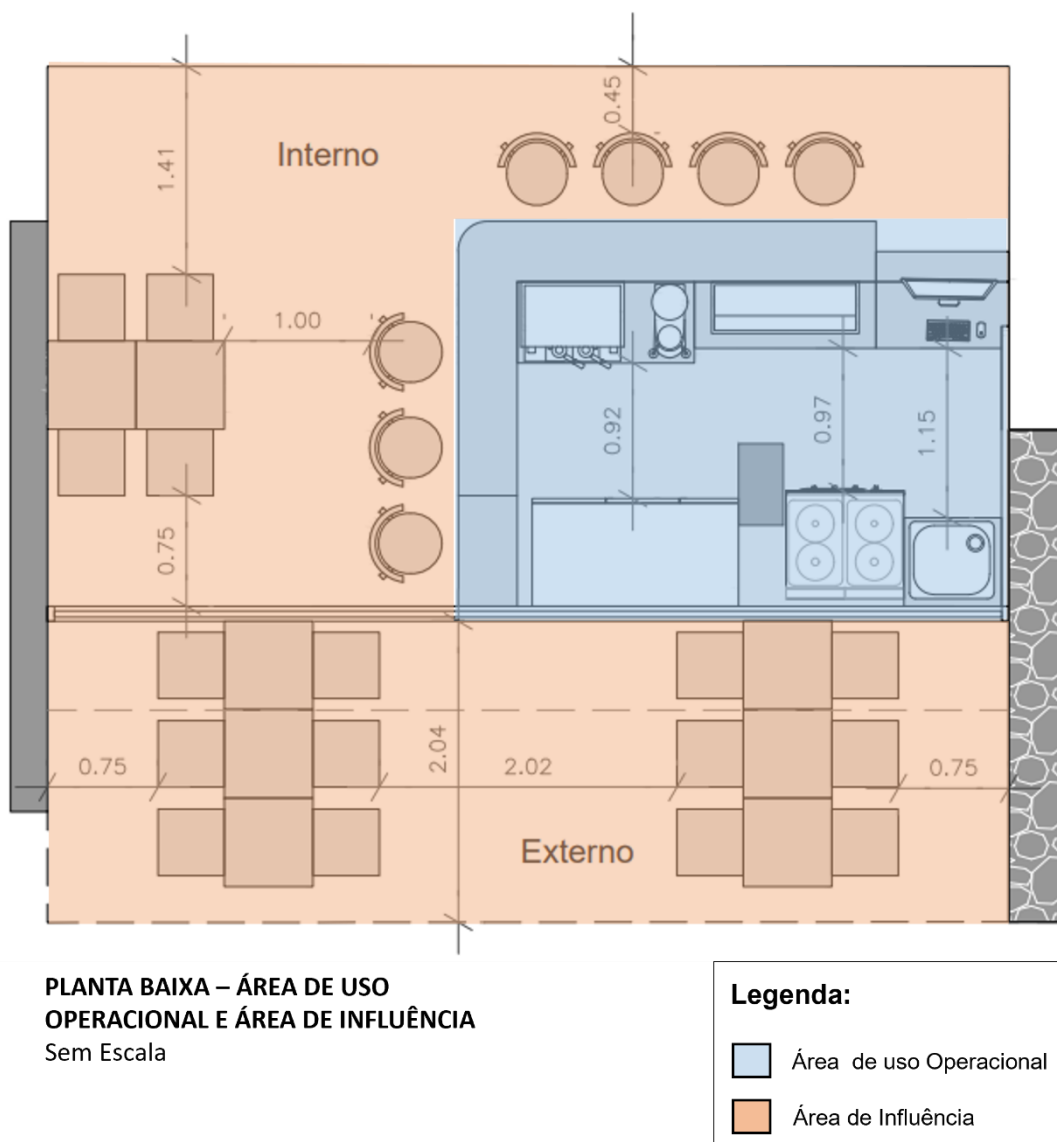 0.45
Interno
1.41
1.00
0.92
0.97
1.15
0.75
2.04
0.75
2.02
0.75
Externo
PLANTA BAIXA – ÁREA DE USO
OPERACIONAL E ÁREA DE INFLUÊNCIA
Sem Escala
Legenda:
Área de uso Operacional
Área de Influência